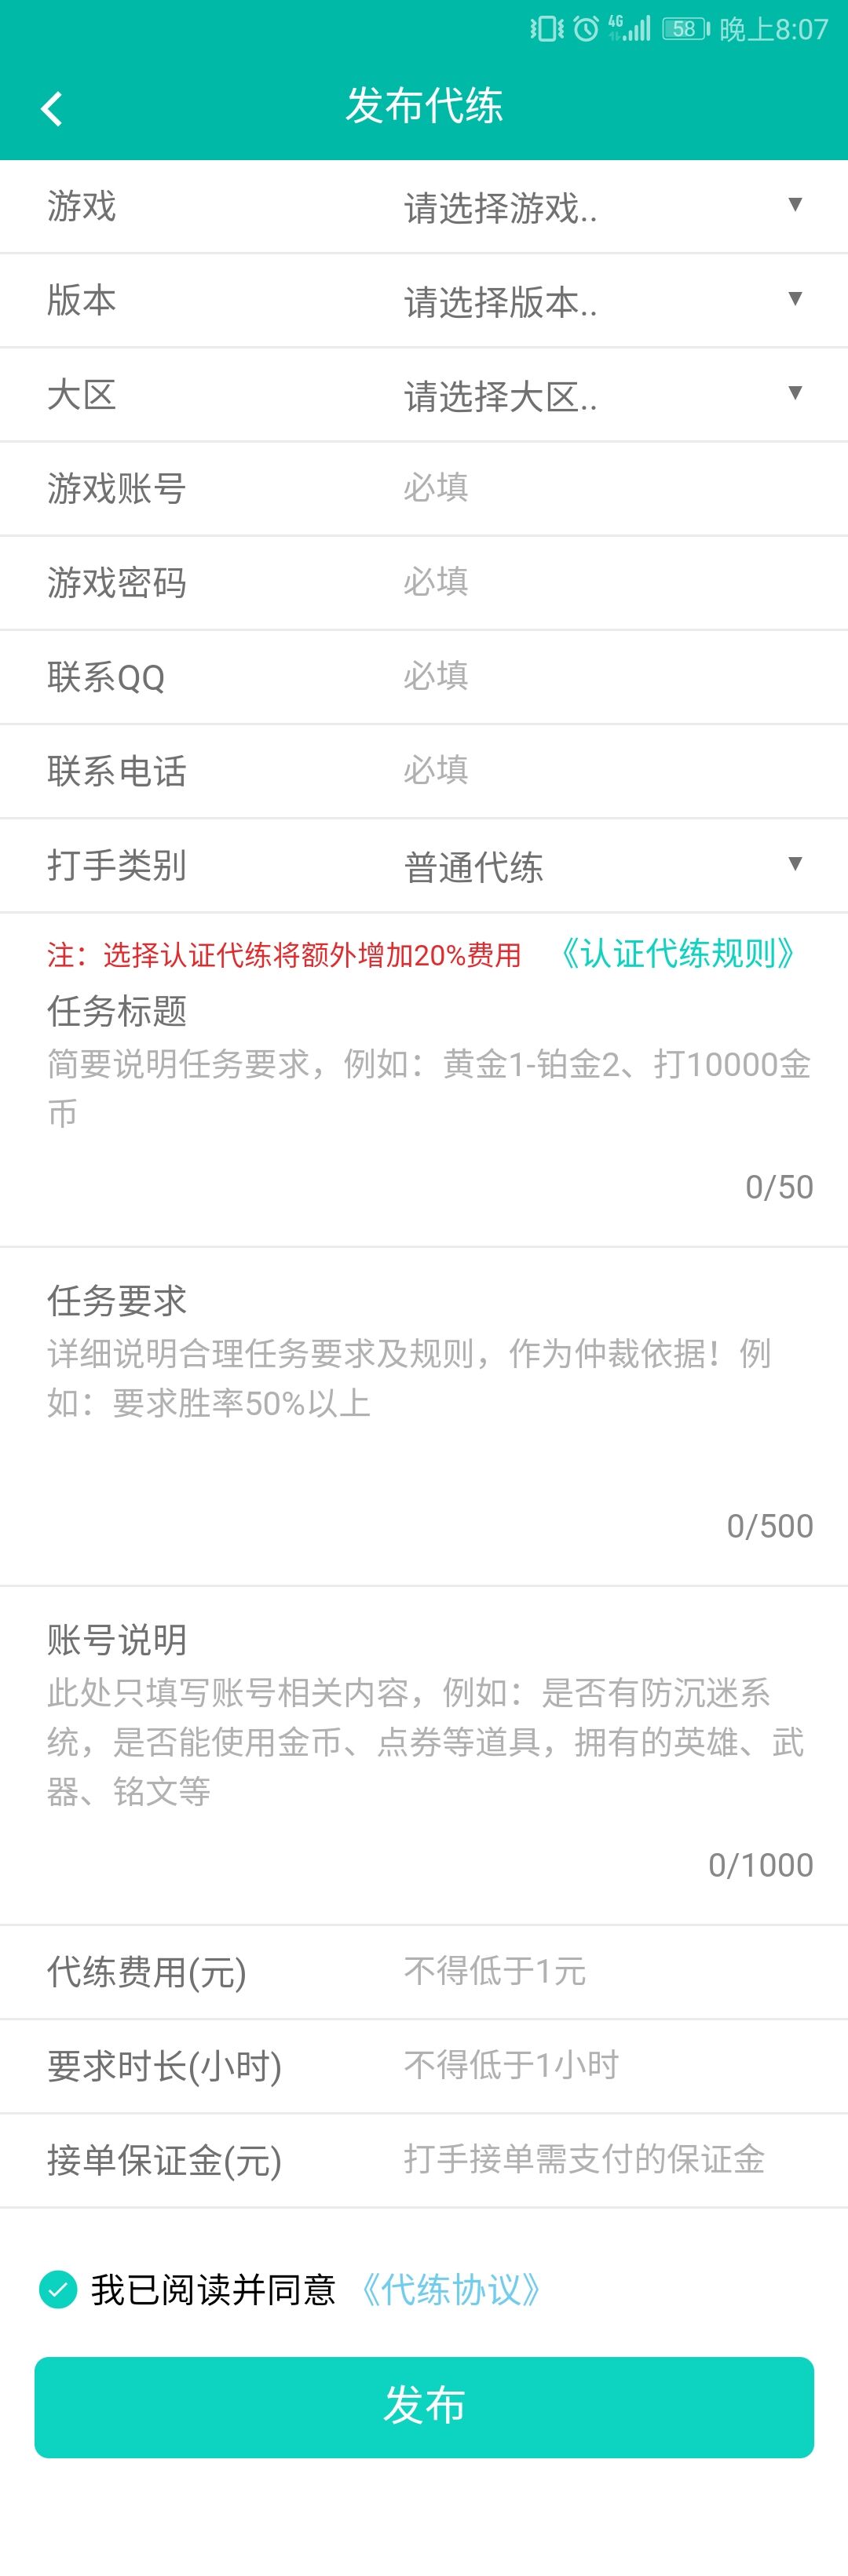 4G 58 晚上8:07
发布代练
游戏 请选择游戏..
版本 请选择版本..
大区 请选择大区..
游戏账号 必填
游戏密码 必填
联系QQ 必填
联系电话 必填
打手类别 普通代练
注：选择认证代练将额外增加20%费用 《认证代练规则》
任务标题
简要说明任务要求，例如：黄金1-铂金2、打10000金
币
0/50
任务要求
详细说明合理任务要求及规则，作为仲裁依据！例
如：要求胜率50%以上
0/500
账号说明
此处只填写账号相关内容，例如：是否有防沉迷系
统，是否能使用金币、点券等道具，拥有的英雄、武
器、铭文等
0/1000
代练费用(元) 不得低于1元
要求时长(小时) 不得低于1小时
接单保证金(元) 打手接单需支付的保证金
我已阅读并同意 《代练协议》
发布